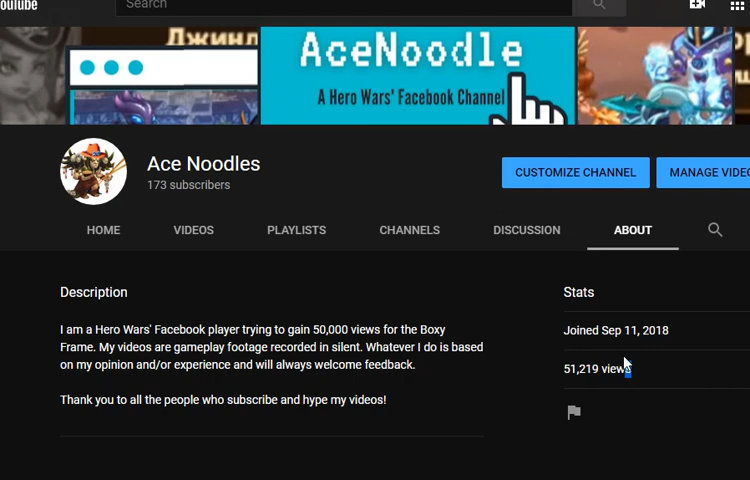 ouTube
Search
Джинл
AceNoodle
A Hero Wars' Facebook Channel
Ace Noodles
173 subscribers
CUSTOMIZE CHANNEL
MANAGE VIDEO
HOME VIDEOS PLAYLISTS CHANNELS DISCUSSION ABOUT
Description
I am a Hero Wars' Facebook player trying to gain 50,000 views for the Boxy
Frame. My videos are gameplay footage recorded in silent. Whatever I do is based
on my opinion and/or experience and will always welcome feedback.
Thank you to all the people who subscribe and hype my videos!
Stats
Joined Sep 11, 2018
51,219 views